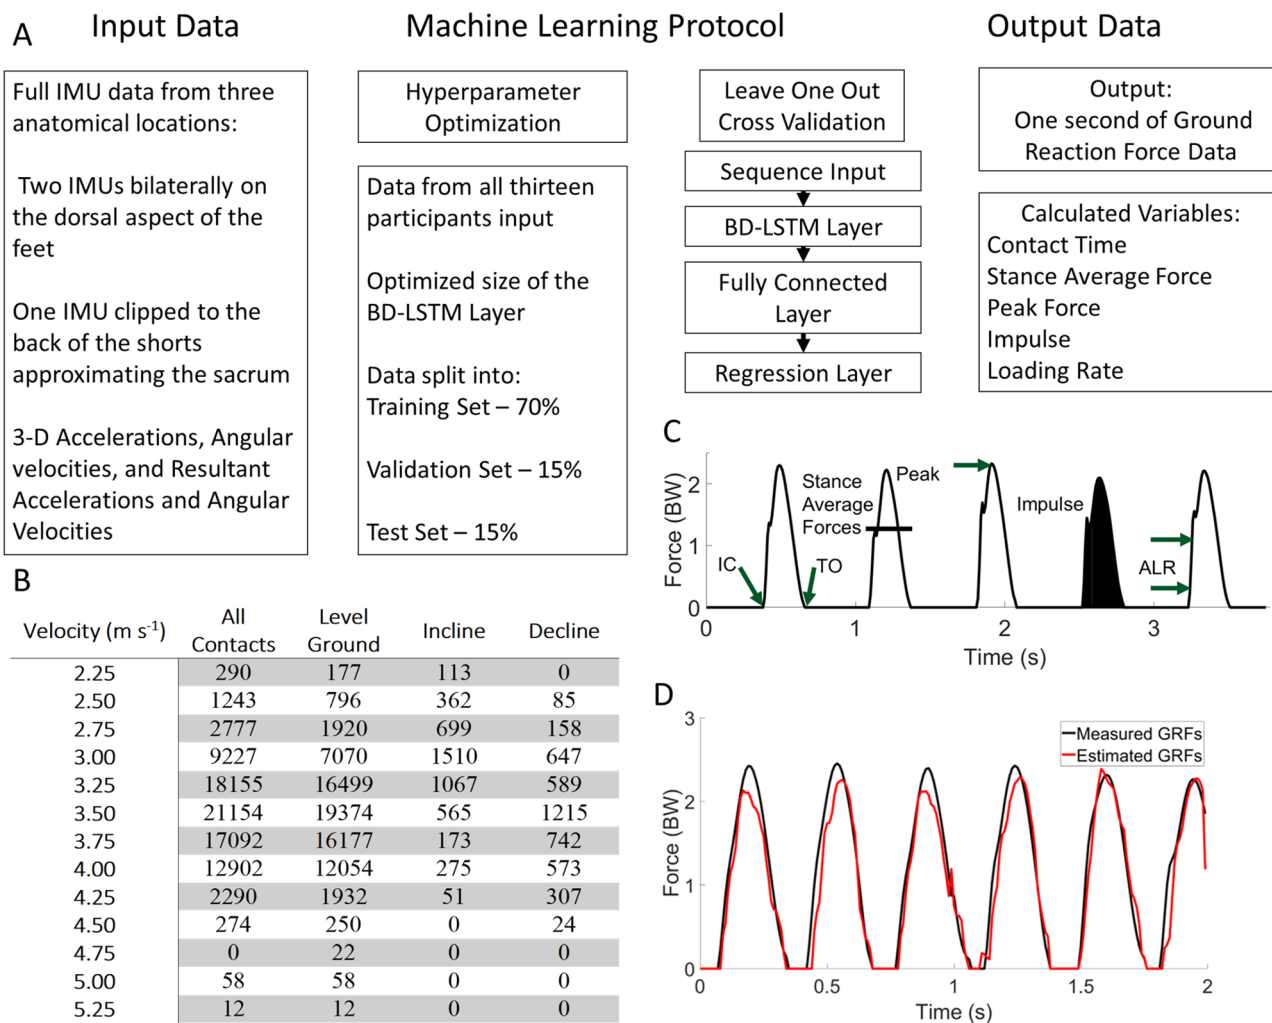 A
Input Data
Machine Learning Protocol
Output Data
Full IMU data from three
anatomical locations:
Two IMUs bilaterally on
the dorsal aspect of the
feet
One IMU clipped to the
back of the shorts
approximating the sacrum
3-D Accelerations, Angular
velocities, and Resultant
Accelerations and Angular
Velocities
Hyperparameter
Optimization
Data from all thirteen
participants input
Optimized size of the
BD-LSTM Layer
Data split into:
Training Set – 70%
Validation Set – 15%
Test Set – 15%
Leave One Out
Cross Validation
Sequence Input
BD-LSTM Layer
Fully Connected
Layer
Regression Layer
Output:
One second of Ground
Reaction Force Data
Calculated Variables:
Contact Time
Stance Average Force
Peak Force
Impulse
Loading Rate
B
Velocity (m s-1) All Contacts Level Ground Incline Decline
2.25 290 177 113 0
2.50 1243 796 362 85
2.75 2777 1920 699 158
3.00 9227 7070 1510 647
3.25 18155 16499 1067 589
3.50 21154 19374 565 1215
3.75 17092 16177 173 742
4.00 12902 12054 275 573
4.25 2290 1932 51 307
4.50 274 250 0 24
4.75 0 22 0 0
5.00 58 58 0 0
5.25 12 12 0 0
C
Force (BW)
2
1
0
IC
TO
Stance
Average
Forces
Peak
Impulse
ALR
0 1 2 3
Time (s)
D
Force (BW)
3
2
1
0
Measured GRFs
Estimated GRFs
0 0.5 1 1.5 2
Time (s)